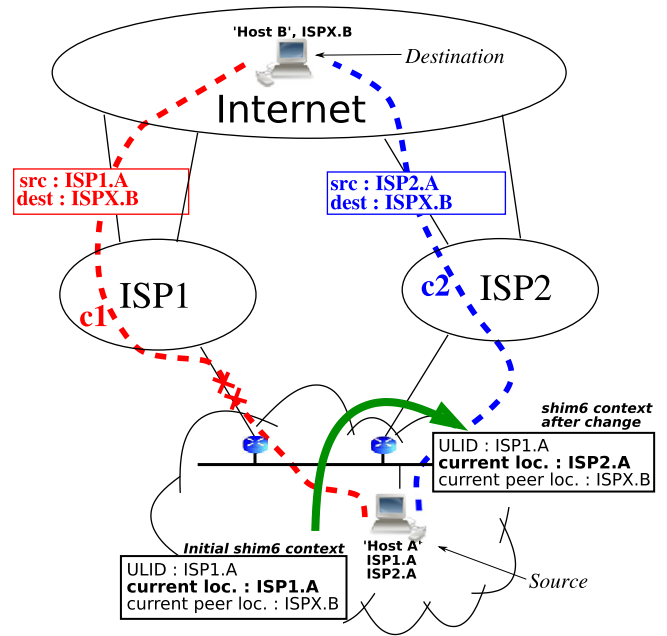 'Host B', ISPX.B
Destination
Internet
src : ISP1.A
dest : ISPX.B
src : ISP2.A
dest : ISPX.B
ISP1
c1
c2
ISP2
shim6 context
after change
ULID : ISP1.A
current loc. : ISP2.A
current peer loc. : ISPX.B
Initial shim6 context
ULID : ISP1.A
current loc. : ISP1.A
current peer loc. : ISPX.B
'Host A'
ISP1.A
ISP2.A
Source